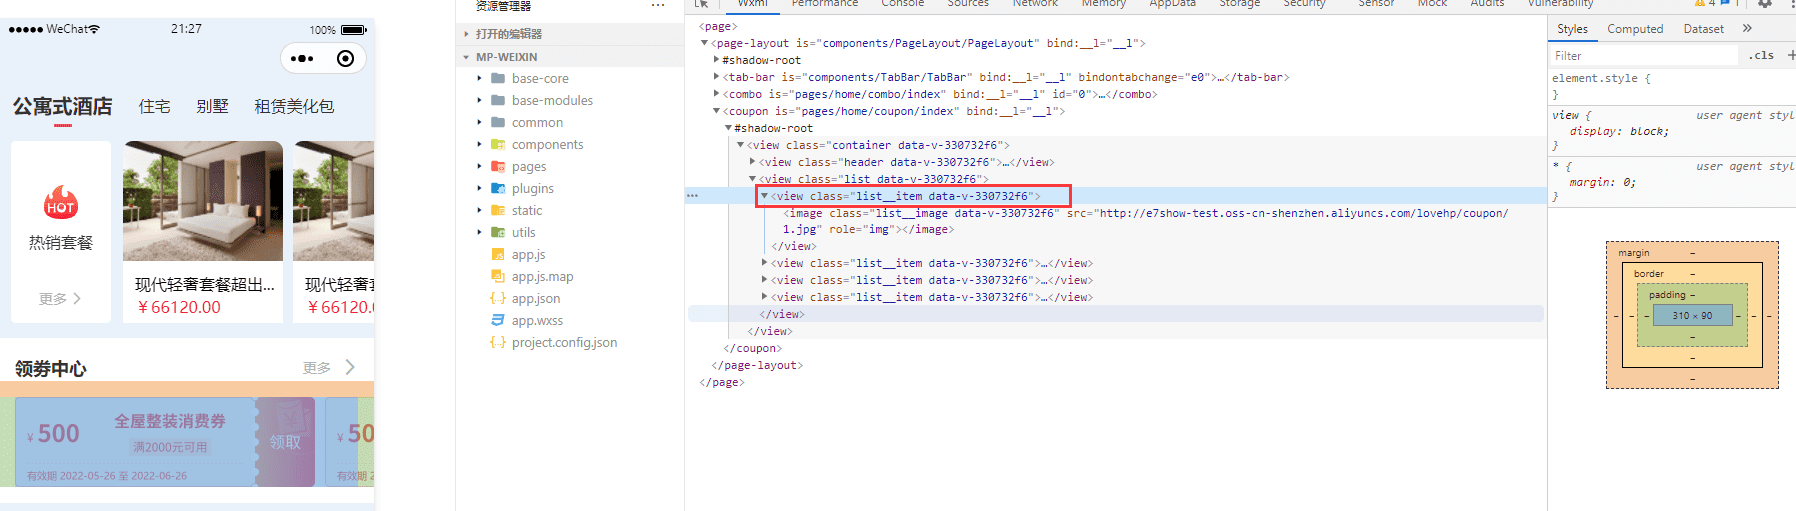 ●●●●● WeChat
21:27
100%
公寓式酒店
住宅
别墅
租赁美化包
HOT
热销套餐
更多
现代轻奢套餐超出...
¥66120.00
现代轻奢
¥6612
领券中心
更多
¥ 500
全屋整装消费券
满2000元可用
有效期 2022-05-26 至 2022-06-26
领取
¥ 50
有效期 2022-
资源管理器
打开的编辑器
MP-WEIXIN
base-core
base-modules
common
components
pages
plugins
static
utils
app.js
app.js.map
app.json
app.wxss
project.config.json
Wxml
Performance
Console
Sources
Network
Memory
AppData
Storage
Security
Sensor
Mock
Audits
Vulnerability
4
1
<page>
<page-layout is="components/PageLayout/PageLayout" bind:__l="__l">
#shadow-root
<tab-bar is="components/TabBar/TabBar" bind:__l="__l" bindontabchange="e0">…</tab-bar>
<combo is="pages/home/combo/index" bind:__l="__l" id="0">…</combo>
<coupon is="pages/home/coupon/index" bind:__l="__l">
#shadow-root
<view class="container data-v-330732f6">
<view class="header data-v-330732f6">…</view>
<view class="list data-v-330732f6">
<view class="list__item data-v-330732f6">
<image class="list__image data-v-330732f6" src="http://e7show-test.oss-cn-shenzhen.aliyuncs.com/lovehp/coupon/
1.jpg" role="img"></image>
</view>
<view class="list__item data-v-330732f6">…</view>
<view class="list__item data-v-330732f6">…</view>
<view class="list__item data-v-330732f6">…</view>
</view>
</view>
</coupon>
</page-layout>
</page>
Styles
Computed
Dataset
Filter
.cls
element.style {
}
view {
user agent styl
display: block;
}
* {
user agent styl
margin: 0;
}
margin
border
padding
310 × 90